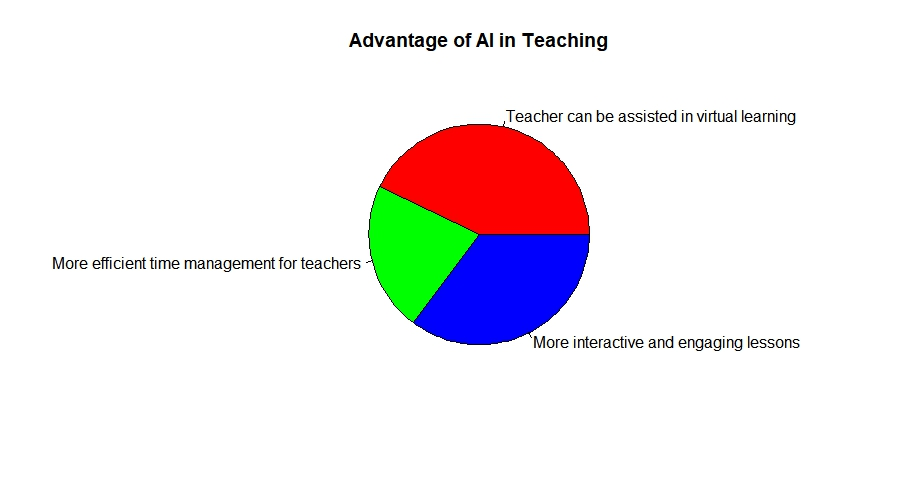 Advantage of AI in Teaching
Teacher can be assisted in virtual learning
More efficient time management for teachers
More interactive and engaging lessons